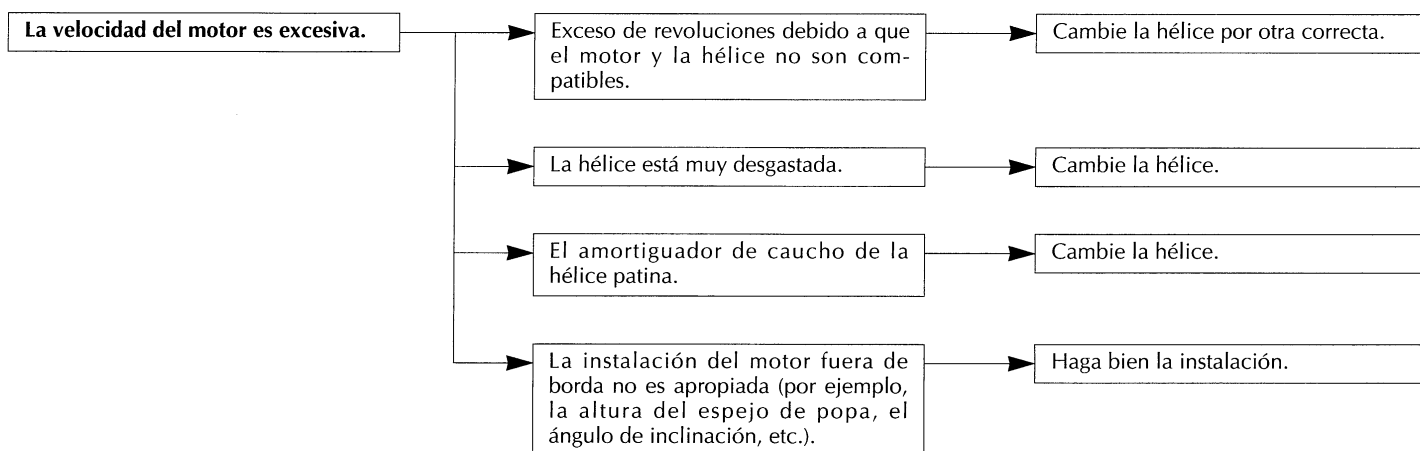 La velocidad del motor es excesiva.
Exceso de revoluciones debido a que
el motor y la hélice no son com-
patibles.
Cambie la hélice por otra correcta.
La hélice está muy desgastada.
Cambie la hélice.
El amortiguador de caucho de la
hélice patina.
Cambie la hélice.
La instalación del motor fuera de
borda no es apropiada (por ejemplo,
la altura del espejo de popa, el
ángulo de inclinación, etc.).
Haga bien la instalación.